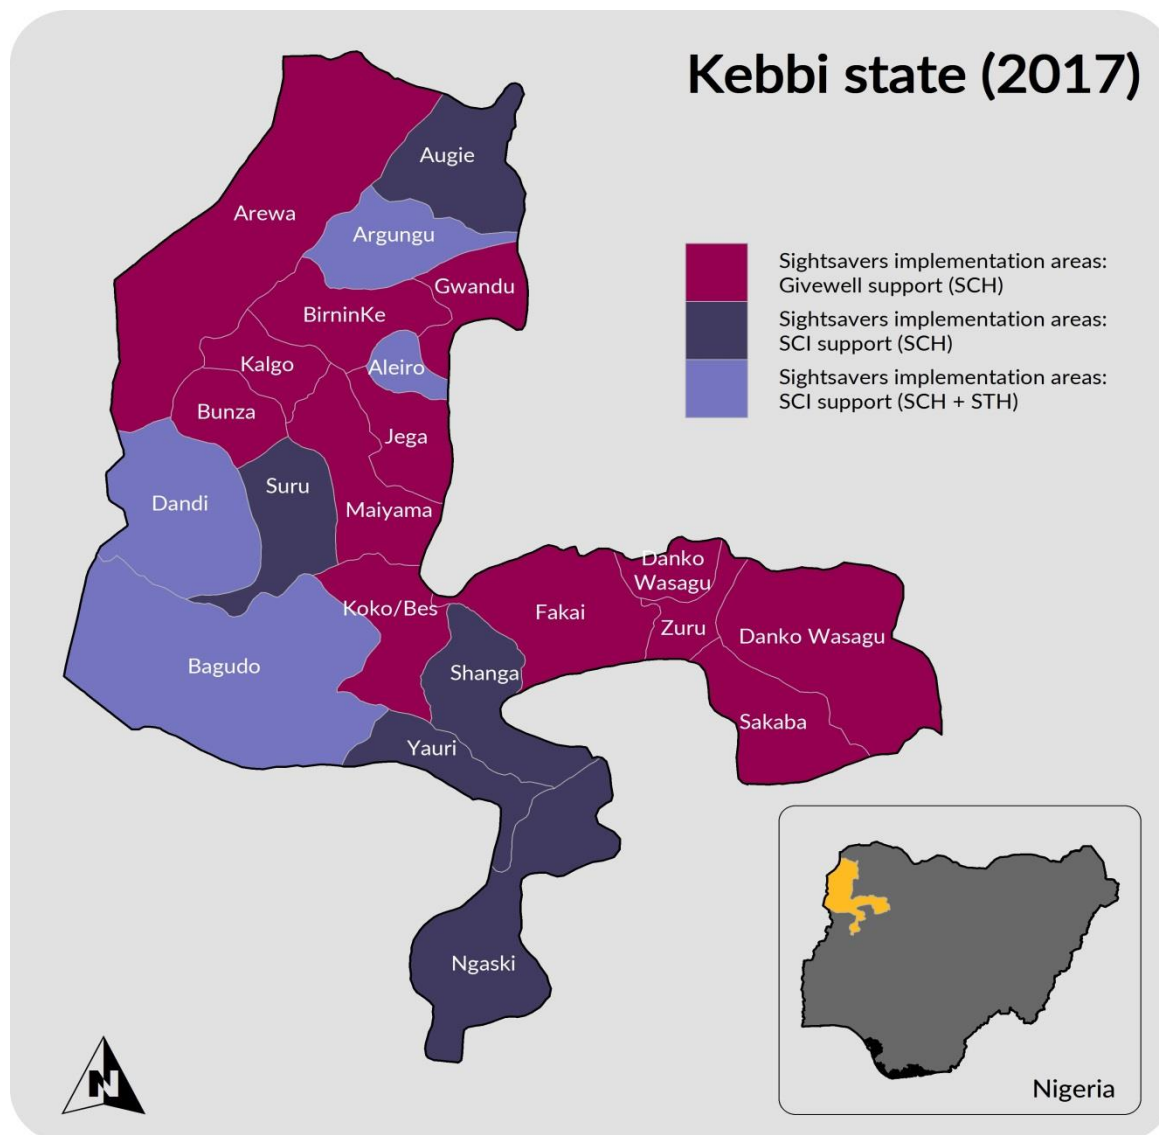 Kebbi state (2017)
Augie
Arewa
Argungu
Gwandu
BirninKe
Kalgo
Aleiro
Bunza
Jega
Suru
Dandi
Maiyama
Danko
Wasagu
Koko/Bes
Fakai
Zuru
Danko Wasagu
Bagudo
Shanga
Sakaba
Yauri
Ngaski
Sightsavers implementation areas:
Givewell support (SCH)
Sightsavers implementation areas:
SCI support (SCH)
Sightsavers implementation areas:
SCI support (SCH + STH)
N
Nigeria